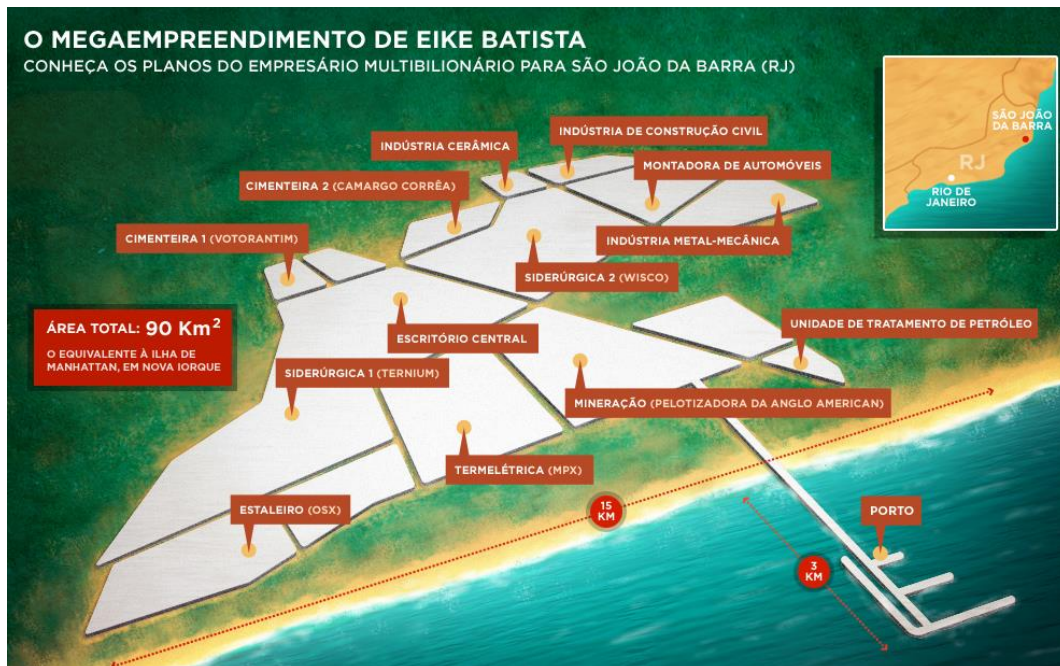 O MEGAEMPREENDIMENTO DE EIKE BATISTA
CONHEÇA OS PLANOS DO EMPRESÁRIO MULTIBILIONÁRIO PARA SÃO JOÃO DA BARRA (RJ)
SÃO JOÃO
DA BARRA
RJ
RIO DE
JANEIRO
INDÚSTRIA DE CONSTRUÇÃO CIVIL
INDÚSTRIA CERÂMICA
MONTADORA DE AUTOMÓVEIS
CIMENTEIRA 2 (CAMARGO CORRÊA)
CIMENTEIRA 1 (VOTORANTIM)
INDÚSTRIA METAL-MECÂNICA
SIDERÚRGICA 2 (WISCO)
ÁREA TOTAL: 90 Km²
O EQUIVALENTE À ILHA DE
MANHATTAN, EM NOVA IORQUE
UNIDADE DE TRATAMENTO DE PETRÓLEO
ESCRITÓRIO CENTRAL
SIDERÚRGICA 1 (TERNIUM)
MINERAÇÃO (PELOTIZADORA DA ANGLO AMERICAN)
TERMELÉTRICA (MPX)
ESTALEIRO (OSX)
15
KM
PORTO
3
KM